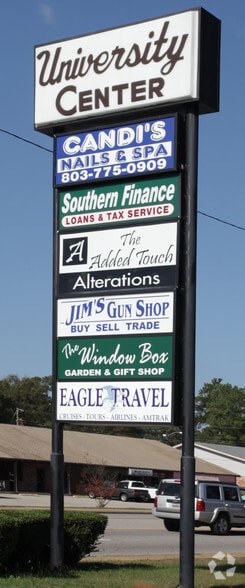 University
CENTER
CANDI'S
NAILS & SPA
803-775-0909
Southern Finance
LOANS & TAX SERVICE
A
The
Added Touch
Alterations
JIM'S GUN SHOP
BUY SELL TRADE
The WINDOW BOX
GARDEN & GIFT SHOP
EAGLE TRAVEL
CRUISES - TOURS - AIRLINES - AMTRAK